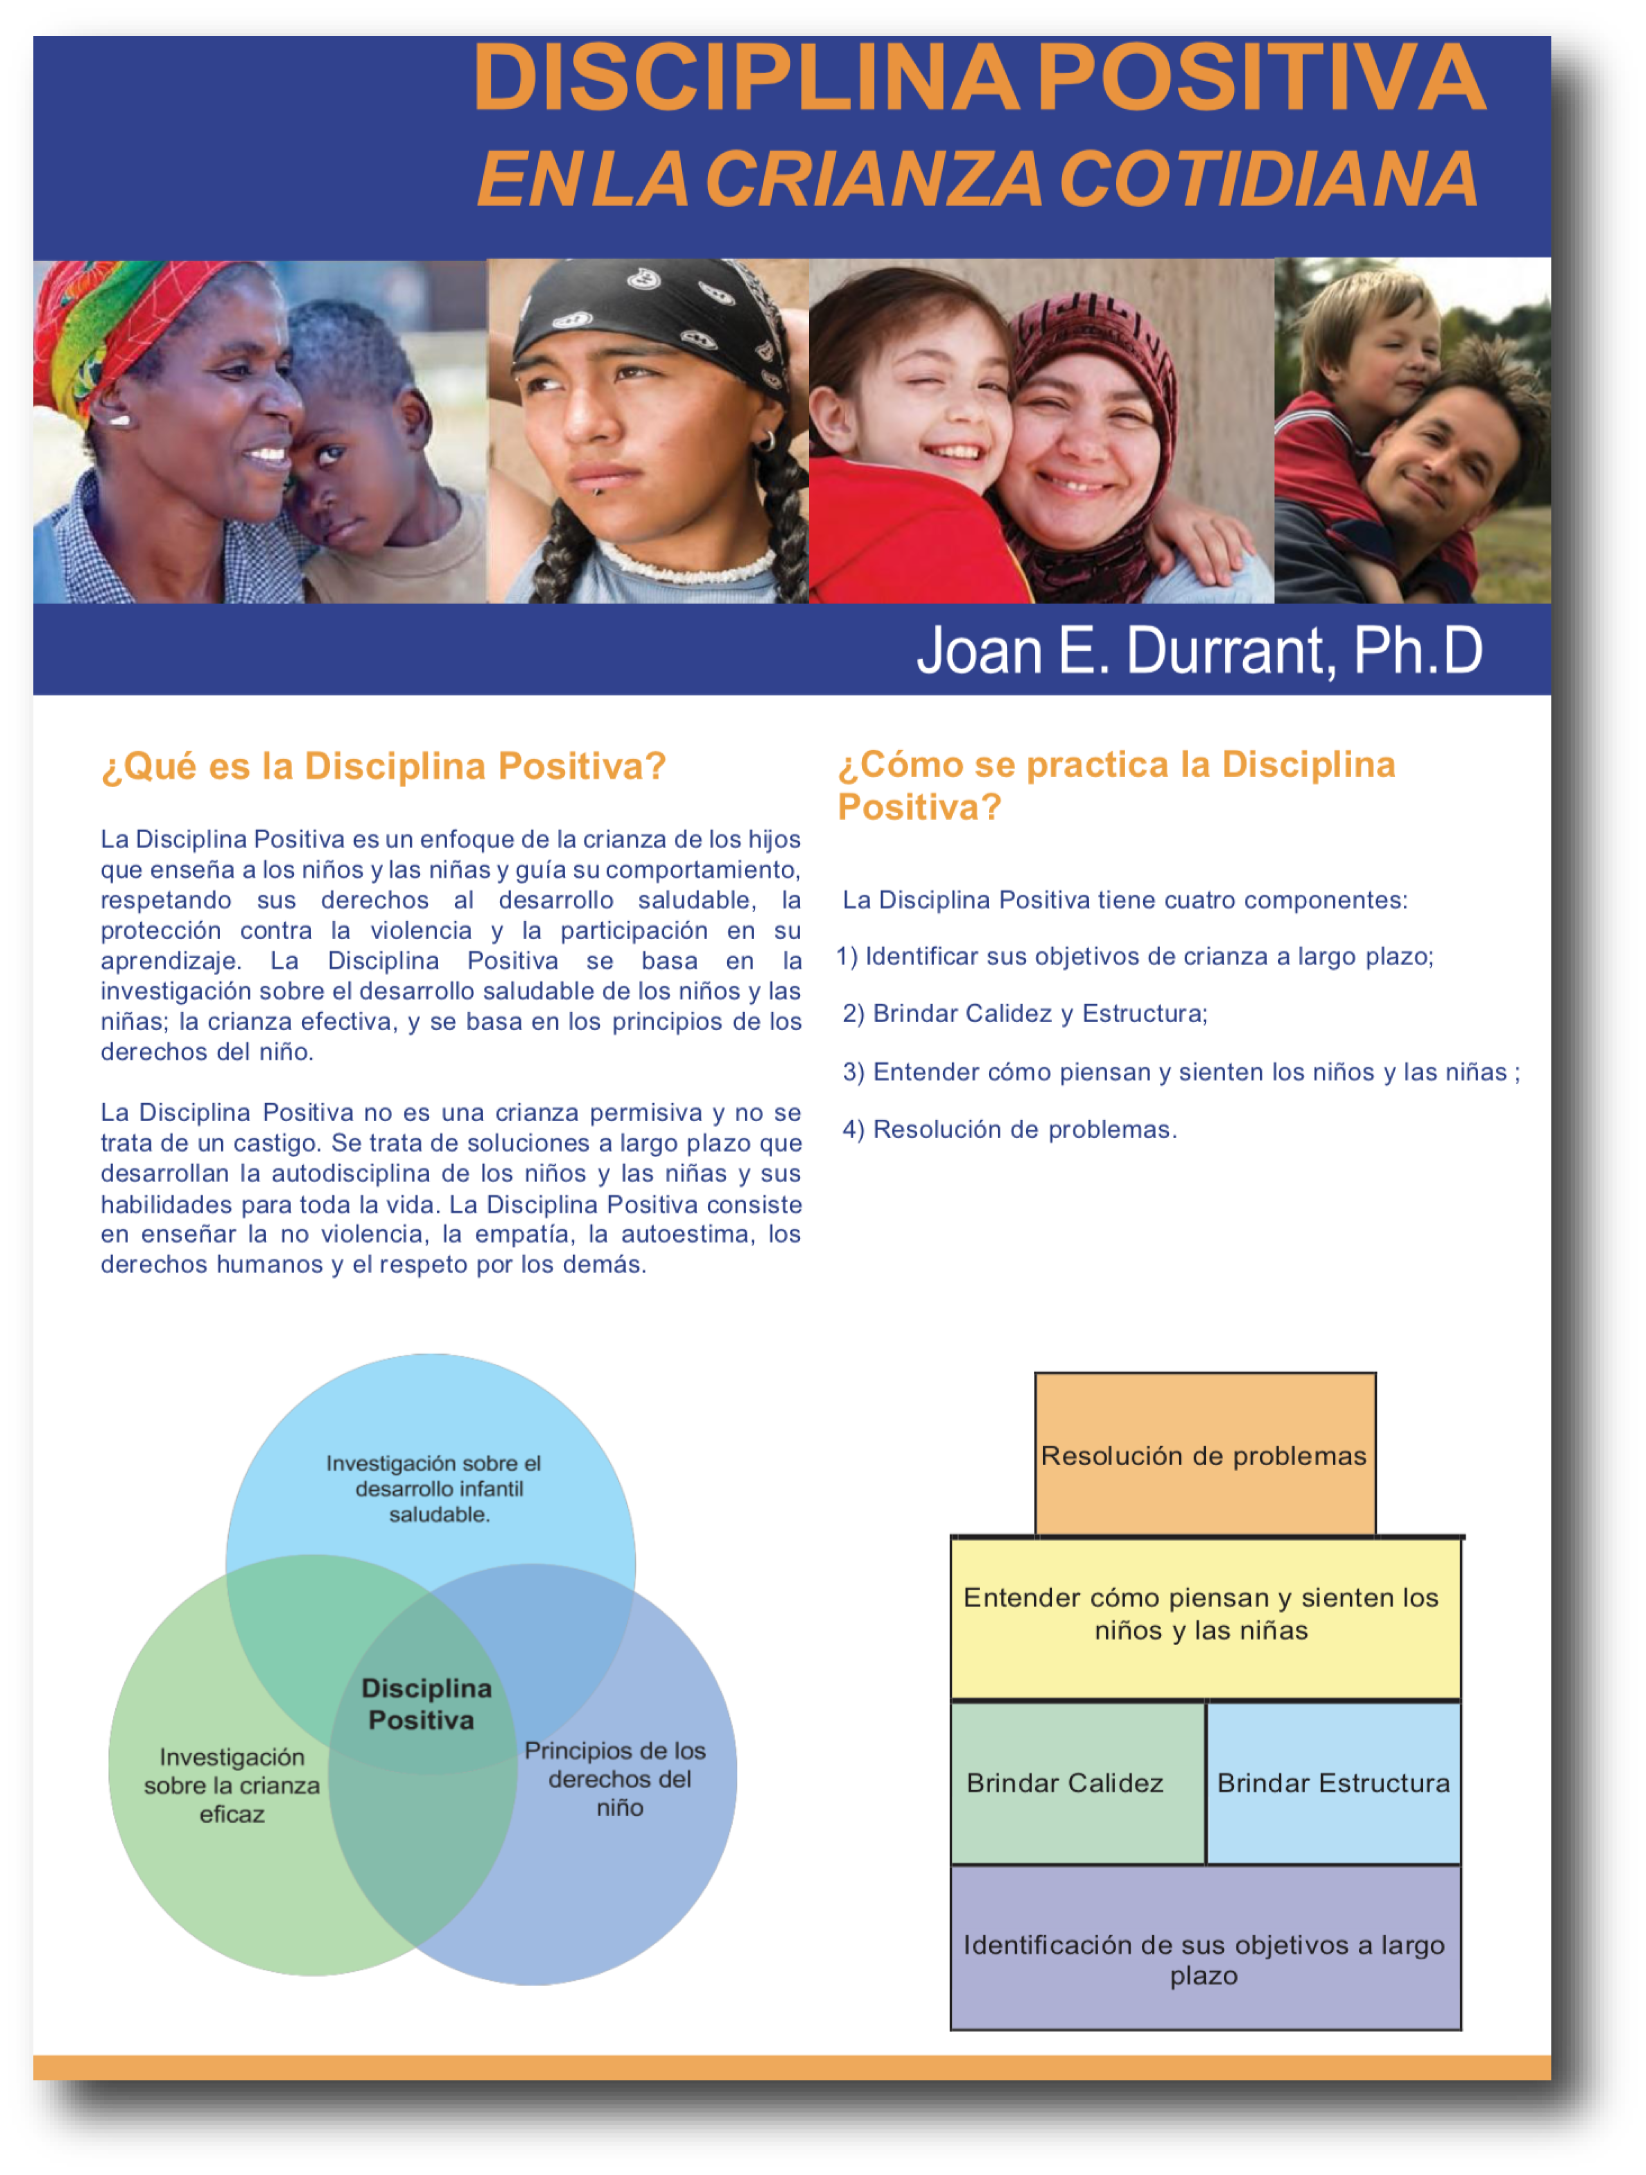 DISCIPLINA POSITIVA
EN LA CRIANZA COTIDIANA
Joan E. Durrant, Ph.D
¿Qué es la Disciplina Positiva?
La Disciplina Positiva es un enfoque de la crianza de los hijos
que enseña a los niños y las niñas y guía su comportamiento,
respetando sus derechos al desarrollo saludable, la
protección contra la violencia y la participación en su
aprendizaje. La Disciplina Positiva se basa en la
investigación sobre el desarrollo saludable de los niños y las
niñas; la crianza efectiva, y se basa en los principios de los
derechos del niño.
La Disciplina Positiva no es una crianza permisiva y no se
trata de un castigo. Se trata de soluciones a largo plazo que
desarrollan la autodisciplina de los niños y las niñas y sus
habilidades para toda la vida. La Disciplina Positiva consiste
en enseñar la no violencia, la empatía, la autoestima, los
derechos humanos y el respeto por los demás.
¿Cómo se practica la Disciplina
Positiva?
La Disciplina Positiva tiene cuatro componentes:
1) Identificar sus objetivos de crianza a largo plazo;
2) Brindar Calidez y Estructura;
3) Entender cómo piensan y sienten los niños y las niñas ;
4) Resolución de problemas.
Investigación sobre el
desarrollo infantil
saludable.
Disciplina
Positiva
Investigación
sobre la crianza
eficaz
Principios de los
derechos del
niño
Resolución de problemas
Entender cómo piensan y sienten los
niños y las niñas
Brindar Calidez
Brindar Estructura
Identificación de sus objetivos a largo
plazo